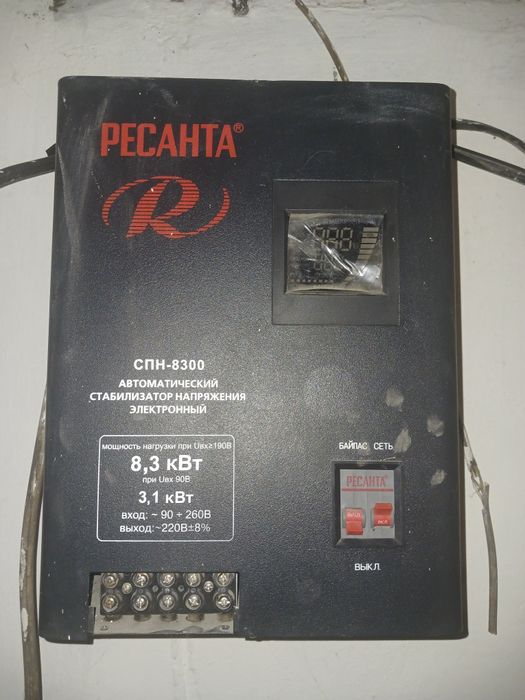 РЕСАНТА®
R
СПН-8300
АВТОМАТИЧЕСКИЙ
СТАБИЛИЗАТОР НАПРЯЖЕНИЯ
ЭЛЕКТРОННЫЙ
мощность нагрузки при Uвх≥190В
8,3 кВт
при Uвх 90В
3,1 кВт
вход: ~ 90 ÷ 260В
выход:~220В±8%
БАЙПАС СЕТЬ
РЕСАНТА
ВЫКЛ.